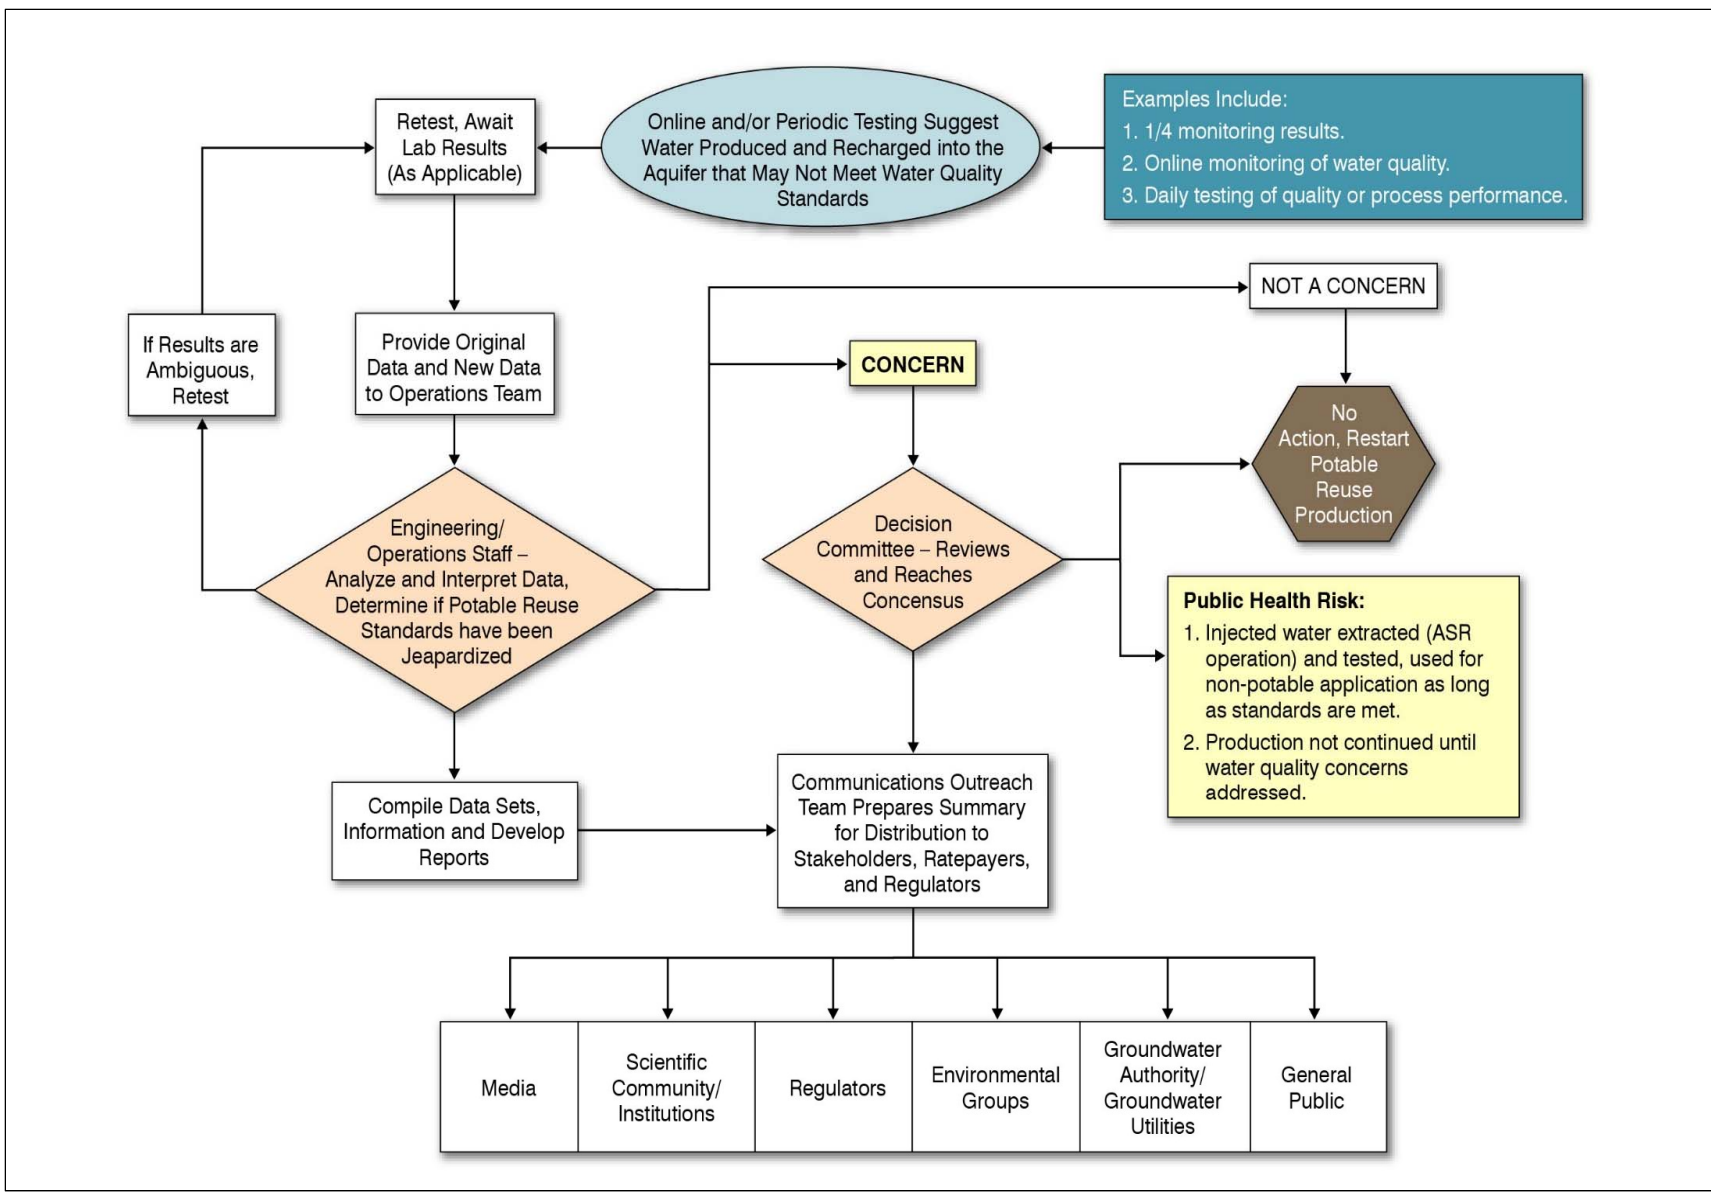 Retest, Await
Lab Results
(As Applicable)
Online and/or Periodic Testing Suggest
Water Produced and Recharged into the
Aquifer that May Not Meet Water Quality
Standards
Examples Include:
1. 1/4 monitoring results.
2. Online monitoring of water quality.
3. Daily testing of quality or process performance.
NOT A CONCERN
If Results are
Ambiguous,
Retest
Provide Original
Data and New Data
to Operations Team
CONCERN
No
Action, Restart
Potable
Reuse
Production
Engineering/
Operations Staff –
Analyze and Interpret Data,
Determine if Potable Reuse
Standards have been
Jeapardized
Decision
Committee – Reviews
and Reaches
Concensus
Public Health Risk:
1. Injected water extracted (ASR
operation) and tested, used for
non-potable application as long
as standards are met.
2. Production not continued until
water quality concerns
addressed.
Compile Data Sets,
Information and Develop
Reports
Communications Outreach
Team Prepares Summary
for Distribution to
Stakeholders, Ratepayers,
and Regulators
Media
Scientific
Community/
Institutions
Regulators
Environmental
Groups
Groundwater
Authority/
Groundwater
Utilities
General
Public